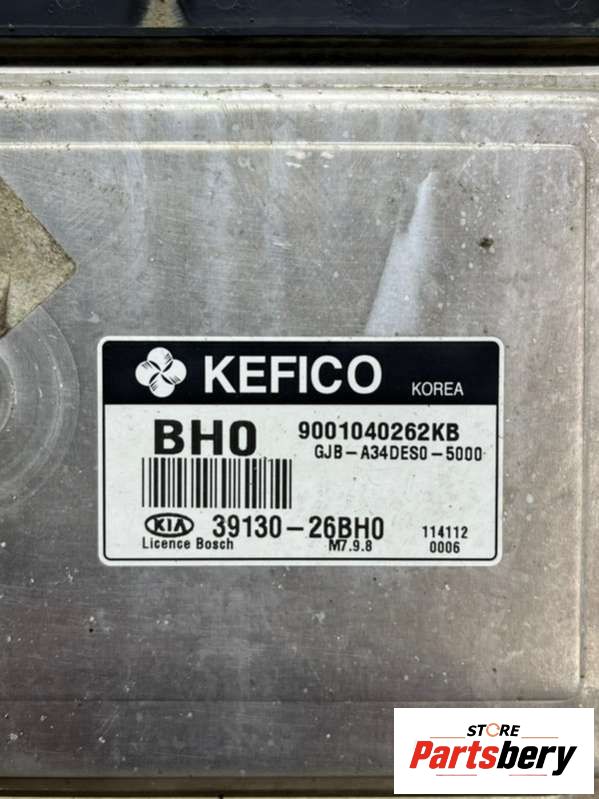 KEFICO KOREA
BH0 9001040262KB
GJB-A34DES0-5000
KIA 39130-26BH0 114112
Licence Bosch M7.9.8 0006
STORE
Partsbery